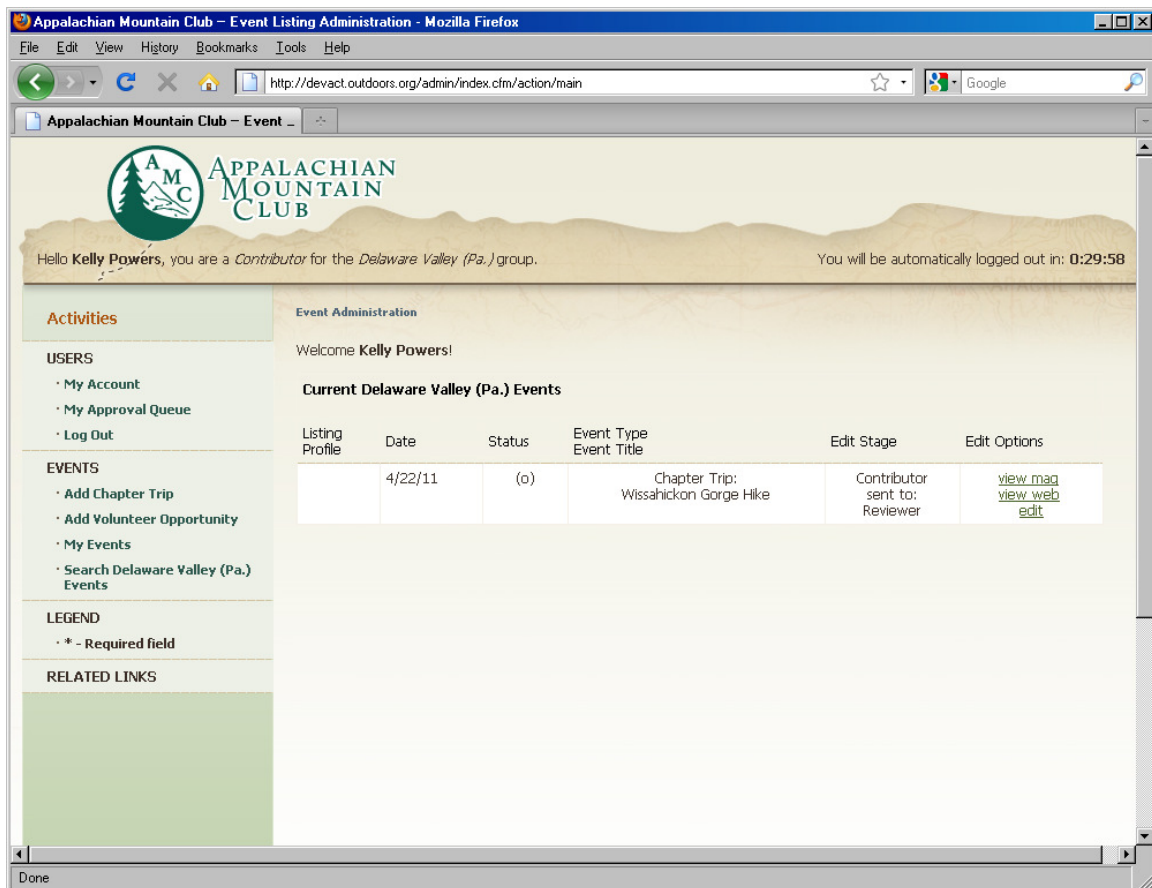 Appalachian Mountain Club – Event Listing Administration - Mozilla Firefox
File Edit View History Bookmarks Tools Help
http://devact.outdoors.org/admin/index.cfm/action/main
Google
Appalachian Mountain Club – Event ...
AMC
APPALACHIAN
MOUNTAIN
CLUB
Hello Kelly Powers, you are a Contributor for the Delaware Valley (Pa.) group.
You will be automatically logged out in: 0:29:58
Activities
USERS
· My Account
· My Approval Queue
· Log Out
EVENTS
· Add Chapter Trip
· Add Volunteer Opportunity
· My Events
· Search Delaware Valley (Pa.)
Events
LEGEND
· * - Required field
RELATED LINKS
Event Administration
Welcome Kelly Powers!
Current Delaware Valley (Pa.) Events
Listing
Profile
Date
Status
Event Type
Event Title
Edit Stage
Edit Options
4/22/11
(o)
Chapter Trip:
Wissahickon Gorge Hike
Contributor
sent to:
Reviewer
view mag
view web
edit
Done